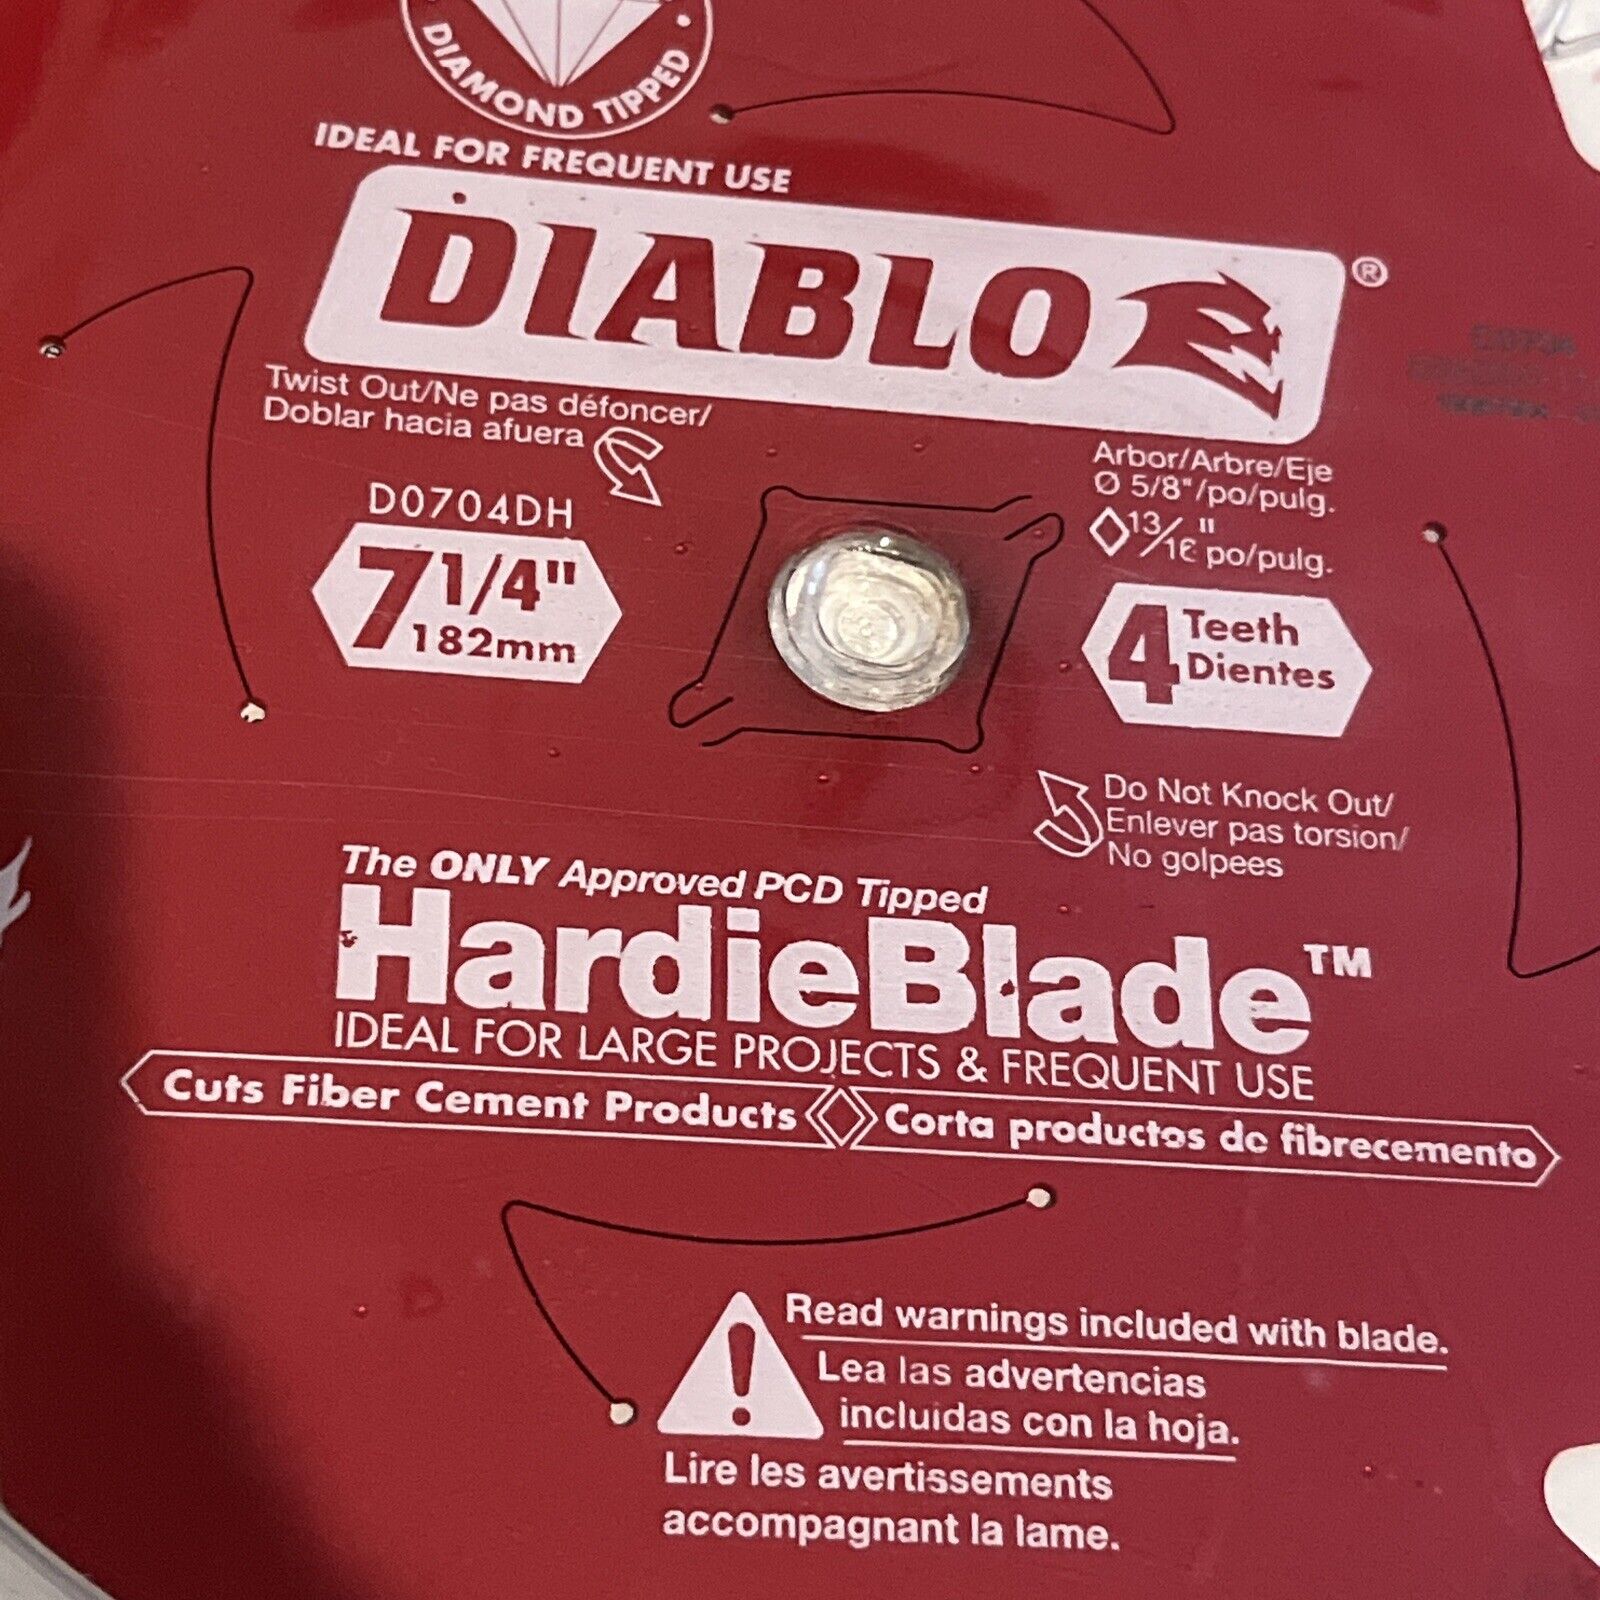 DIAMOND TIPPED
IDEAL FOR FREQUENT USE
DIABLO®
Twist Out/Ne pas défoncer/
Doblar hacia afuera
D0704DH
7 1/4"
182mm
Arbor/Arbre/Eje
Ø 5/8"/po/pulg.
◇13/16" po/pulg.
4 Teeth
Dientes
Do Not Knock Out/
Enlever pas torsion/
No golpees
The ONLY Approved PCD Tipped
HardieBlade™
IDEAL FOR LARGE PROJECTS & FREQUENT USE
Cuts Fiber Cement Products ◇ Corta productos de fibrecemento
Read warnings included with blade.
Lea las advertencias
incluidas con la hoja.
Lire les avertissements
accompagnant la lame.